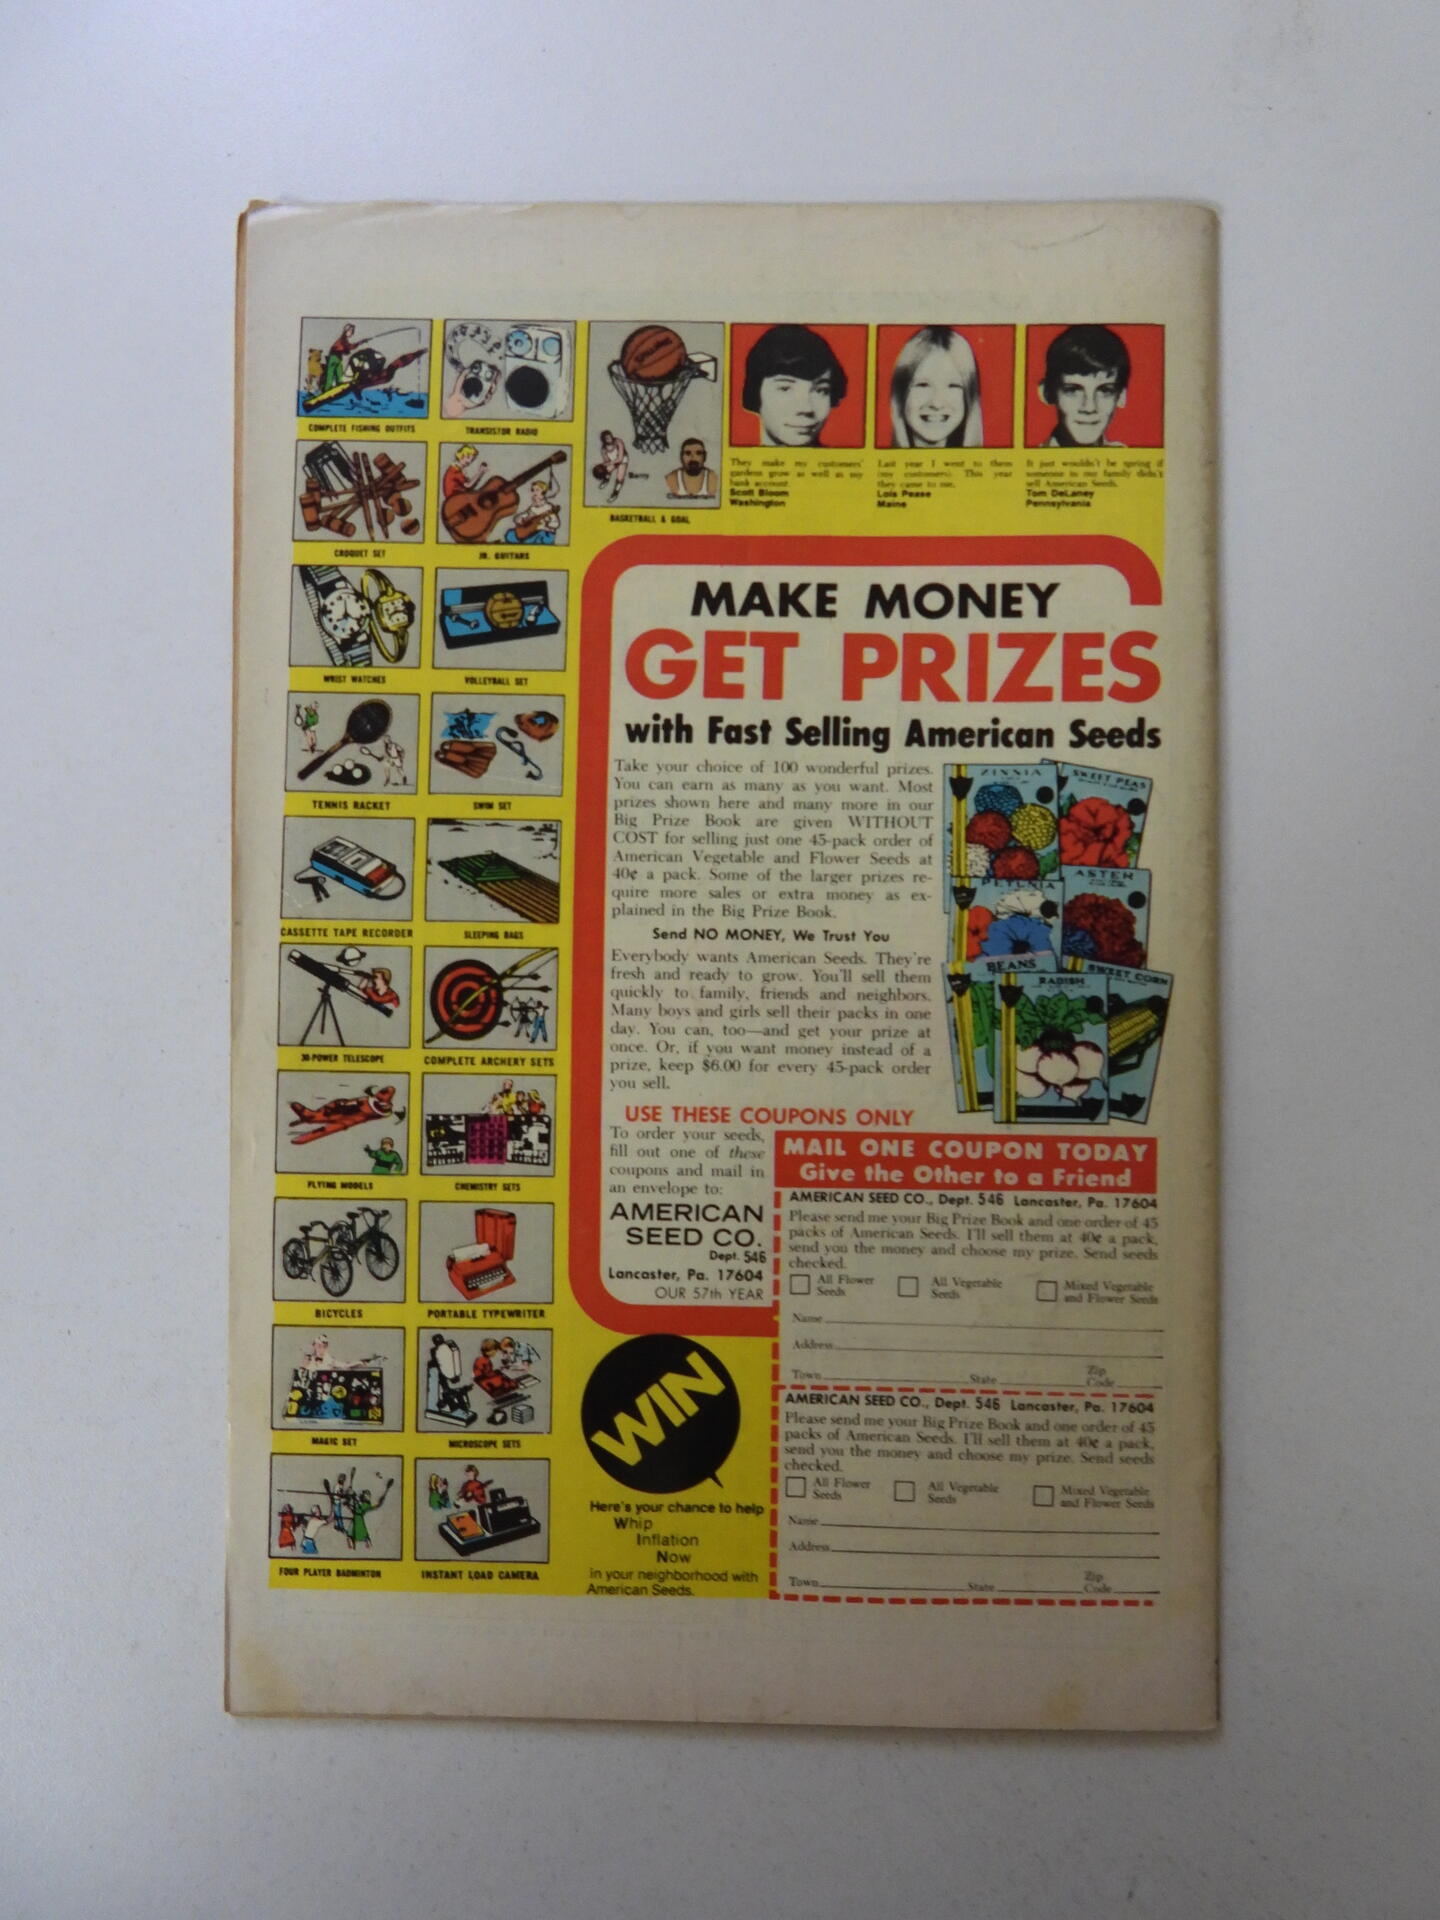 COMPLETE FISHING OUTFITS
TRANSISTOR RADIO
CROQUET SET
JR. GUITARS
WRIST WATCHES
VOLLEYBALL SET
TENNIS RACKET
SWIM SET
CASSETTE TAPE RECORDER
SLEEPING BAGS
30-POWER TELESCOPE
COMPLETE ARCHERY SETS
FLYING MODELS
CHEMISTRY SETS
BICYCLES
PORTABLE TYPEWRITER
MAGIC SET
MICROSCOPE SETS
FOUR PLAYER BADMINTON
INSTANT LOAD CAMERA
SPALDING
Barry
Chamberlain
BASKETBALL & GOAL
They make my customers'
gardens grow as well as my
bank account.
Scott Bloom
Washington
Last year I went to them
(my customers). This year
they came to me.
Lois Pease
Maine
It just wouldn't be spring if
someone in our family didn't
sell American Seeds.
Tom DeLaney
Pennsylvania
MAKE MONEY
GET PRIZES
with Fast Selling American Seeds
Take your choice of 100 wonderful prizes.
You can earn as many as you want. Most
prizes shown here and many more in our
Big Prize Book are given WITHOUT
COST for selling just one 45-pack order of
American Vegetable and Flower Seeds at
40¢ a pack. Some of the larger prizes re-
quire more sales or extra money as ex-
plained in the Big Prize Book.
Send NO MONEY, We Trust You
Everybody wants American Seeds. They're
fresh and ready to grow. You'll sell them
quickly to family, friends and neighbors.
Many boys and girls sell their packs in one
day. You can, too—and get your prize at
once. Or, if you want money instead of a
prize, keep $6.00 for every 45-pack order
you sell.
ZINNIA
SWEET PEAS
PETUNIA
ASTER
BEANS
RADISH
SWEET CORN
USE THESE COUPONS ONLY
To order your seeds,
fill out one of these
coupons and mail in
an envelope to:
AMERICAN
SEED CO.
Dept. 546
Lancaster, Pa. 17604
OUR 57th YEAR
MAIL ONE COUPON TODAY
Give the Other to a Friend
AMERICAN SEED CO., Dept. 546 Lancaster, Pa. 17604
Please send me your Big Prize Book and one order of 45
packs of American Seeds. I'll sell them at 40¢ a pack,
send you the money and choose my prize. Send seeds
checked.
All Flower Seeds
All Vegetable Seeds
Mixed Vegetable and Flower Seeds
Name
Address
Town State Zip Code
AMERICAN SEED CO., Dept. 546 Lancaster, Pa. 17604
Please send me your Big Prize Book and one order of 45
packs of American Seeds. I'll sell them at 40¢ a pack,
send you the money and choose my prize. Send seeds
checked.
All Flower Seeds
All Vegetable Seeds
Mixed Vegetable and Flower Seeds
Name
Address
Town State Zip Code
WIN
Here's your chance to help
Whip
Inflation
Now
in your neighborhood with
American Seeds.